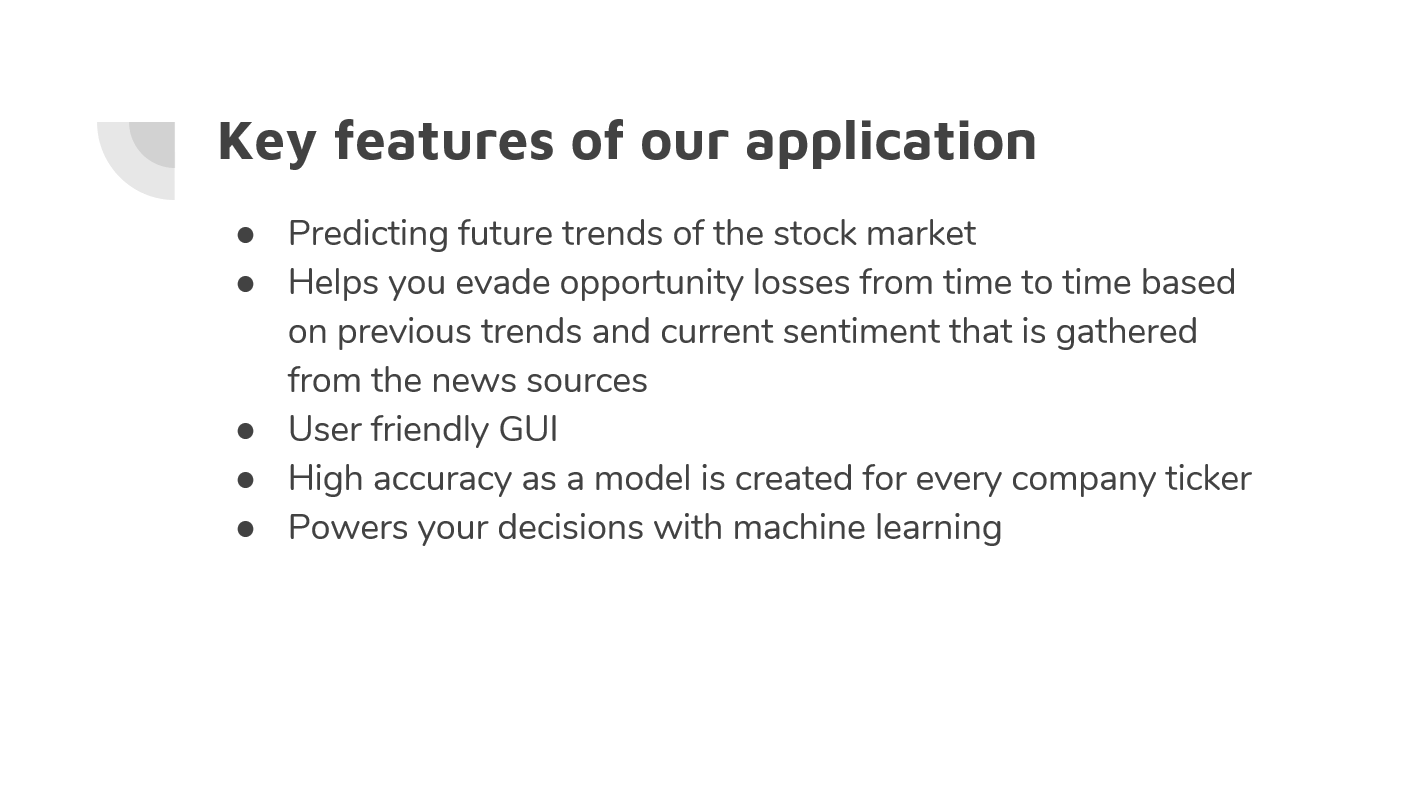 Key features of our application
● Predicting future trends of the stock market
● Helps you evade opportunity losses from time to time based
on previous trends and current sentiment that is gathered
from the news sources
● User friendly GUI
● High accuracy as a model is created for every company ticker
● Powers your decisions with machine learning